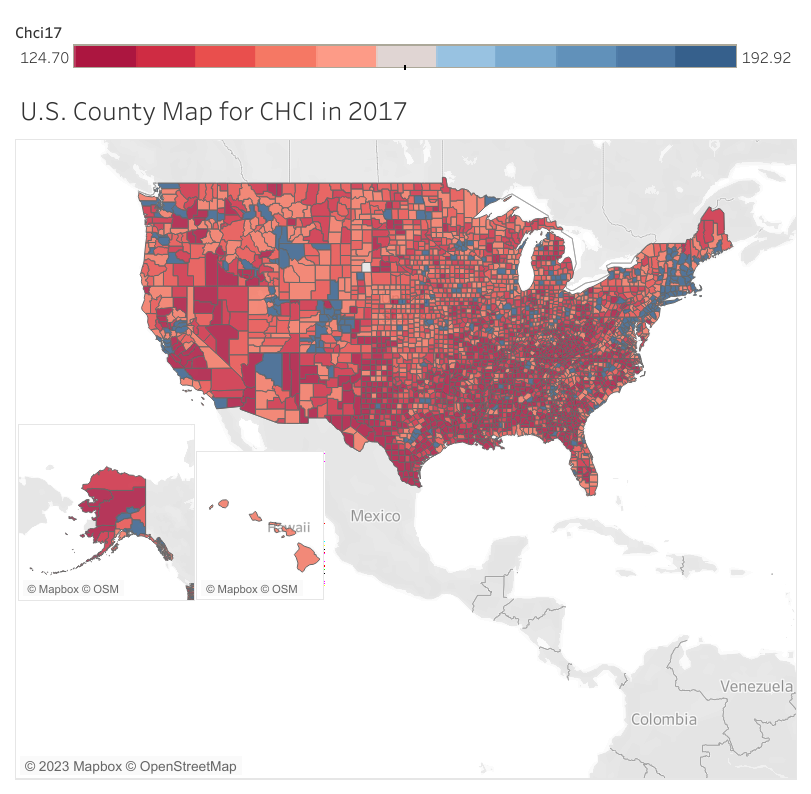 Chci17
124.70 192.92
U.S. County Map for CHCI in 2017
Mexico
Hawaii
© Mapbox © OSM © Mapbox © OSM
Venezuela
Colombia
© 2023 Mapbox © OpenStreetMap